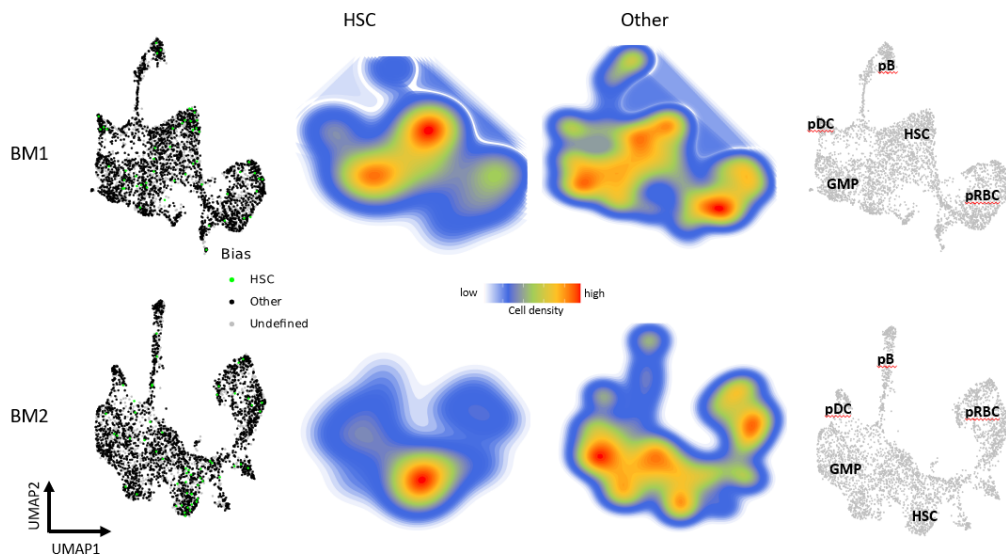 HSC
Other
pB
pDC
HSC
BM1
GMP
pRBC
Bias
HSC
Other
Undefined
low
high
Cell density
pB
pDC
pRBC
BM2
GMP
HSC
UMAP2
UMAP1